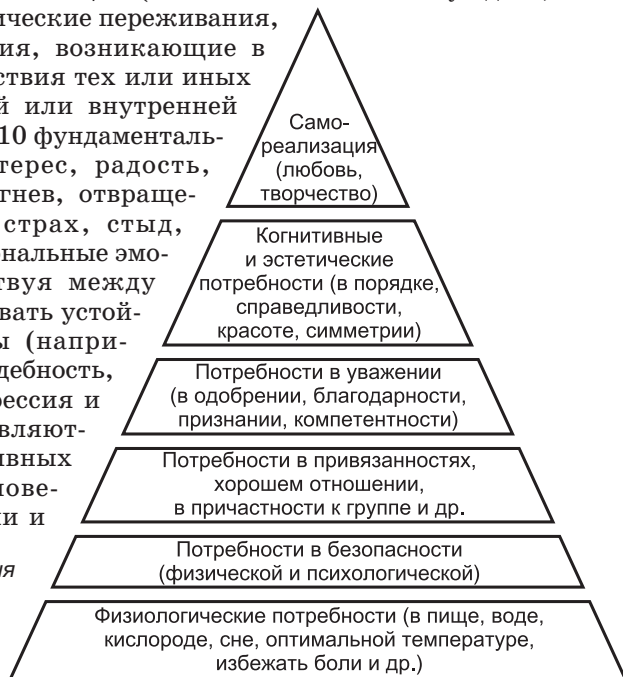 ические переживания,
ия, возникающие в
ствия тех или иных
й или внутренней
10 фундаменталь-
терес, радость,
гнев, отвраще-
страх, стыд,
нальные эмо-
твуя между
вать устой-
ы (напри-
дебность,
рессия и
вляют-
ивных
лове-
ии и
ия
Само-
реализация
(любовь,
творчество)
Когнитивные
и эстетические
потребности (в порядке,
справедливости,
красоте, симметрии)
Потребности в уважении
(в одобрении, благодарности,
признании, компетентности)
Потребности в привязанностях,
хорошем отношении,
в причастности к группе и др.
Потребности в безопасности
(физической и психологической)
Физиологические потребности (в пище, воде,
кислороде, сне, оптимальной температуре,
избежать боли и др.)